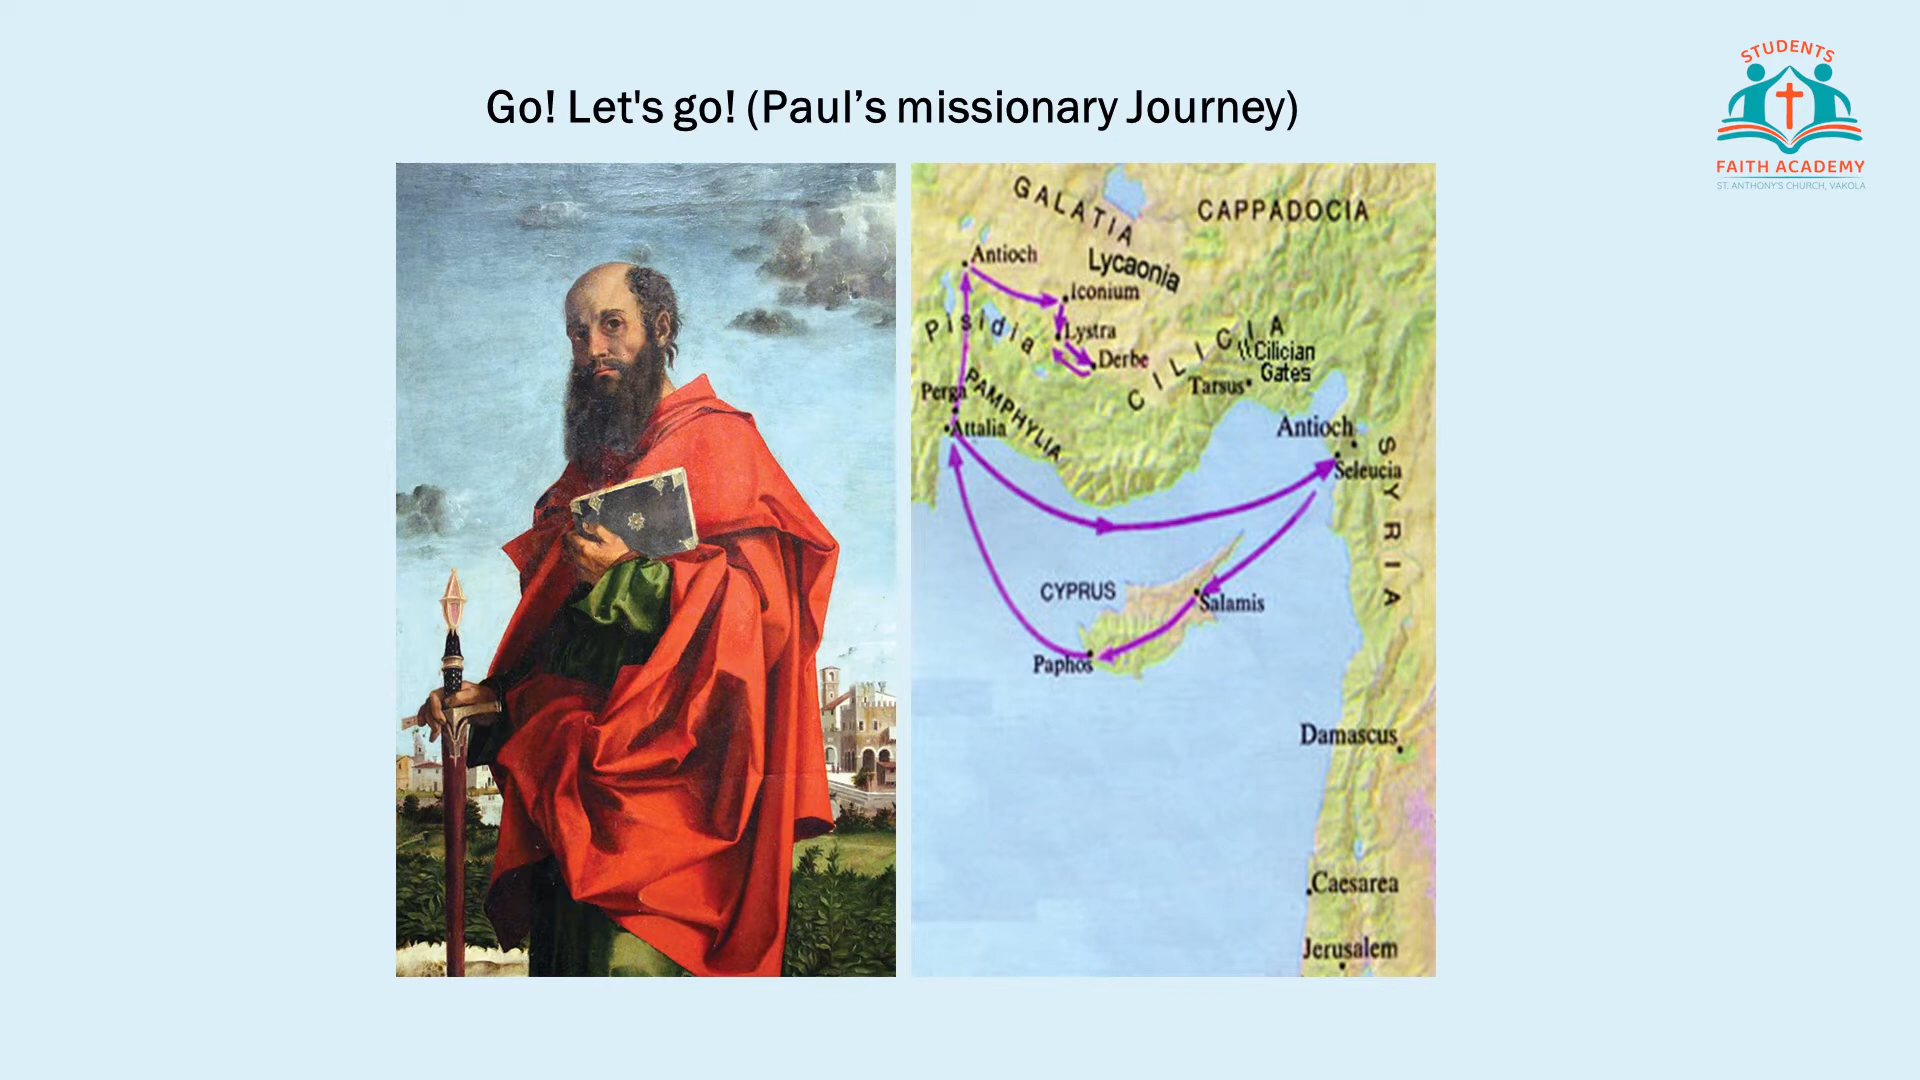 Go! Let's go! (Paul’s missionary Journey)
STUDENTS
FAITH ACADEMY
ST. ANTHONY'S CHURCH, VAKOLA
GALATIA
CAPPADOCIA
Antioch
Lycaonia
Iconium
Pisidia
Lystra
Derbe
CILICIA
Cilician
Gates
Tarsus
Perga
PAMPHYLIA
Attalia
Antioch
Seleucia
SYRIA
CYPRUS
Salamis
Paphos
Damascus
Caesarea
Jerusalem